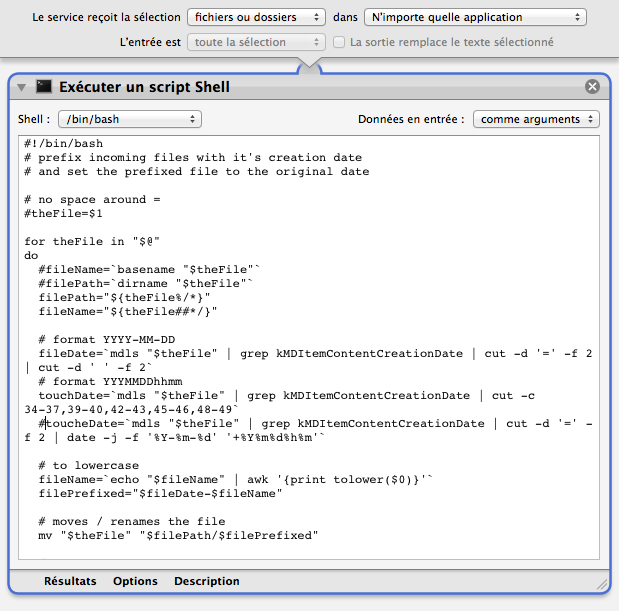 Le service reçoit la sélection fichiers ou dossiers dans N'importe quelle application
L'entrée est toute la sélection La sortie remplace le texte sélectionné
Exécuter un script Shell
Shell : /bin/bash Données en entrée : comme arguments
#!/bin/bash
# prefix incoming files with it's creation date
# and set the prefixed file to the original date
# no space around =
#theFile=$1
for theFile in "$@"
do
#fileName=`basename "$theFile"`
#filePath=`dirname "$theFile"`
filePath="${theFile%/*}"
fileName="${theFile##*/}"
# format YYYY-MM-DD
fileDate=`mdls "$theFile" | grep kMDItemContentCreationDate | cut -d '=' -f 2
| cut -d ' ' -f 2`
# format YYYMMDDhhmm
touchDate=`mdls "$theFile" | grep kMDItemContentCreationDate | cut -c
34-37,39-40,42-43,45-46,48-49`
#toucheDate=`mdls "$theFile" | grep kMDItemContentCreationDate | cut -d '=' -
f 2 | date -j -f '%Y-%m-%d' '+%Y%m%d%h%m'`
# to lowercase
fileName=`echo "$fileName" | awk '{print tolower($0)}'`
filePrefixed="$fileDate-$fileName"
# moves / renames the file
mv "$theFile" "$filePath/$filePrefixed"
Résultats Options Description